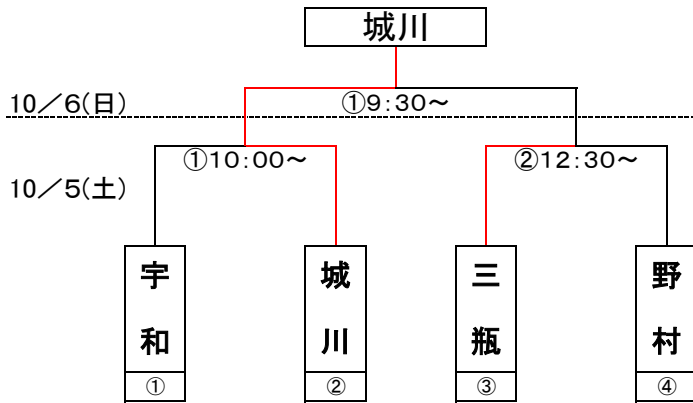 城川
10／6(日)
①9:30～
①10:00～
②12:30～
10／5(土)
宇和
城川
三瓶
野村
①
②
③
④